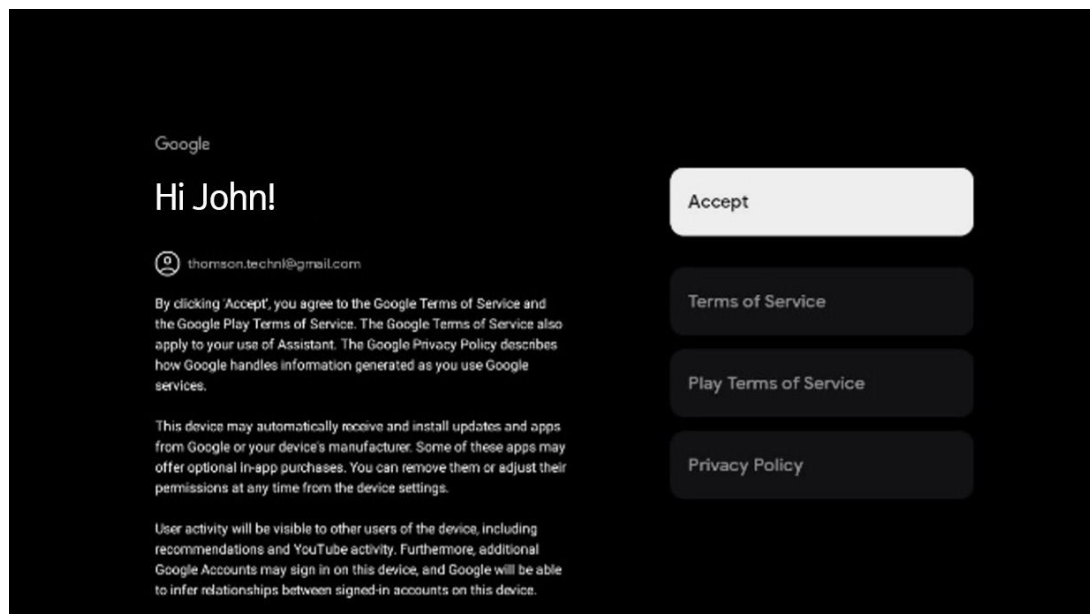 Google
Hi John!
thomson.technl@gmail.com
By clicking 'Accept', you agree to the Google Terms of Service and
the Google Play Terms of Service. The Google Terms of Service also
apply to your use of Assistant. The Google Privacy Policy describes
how Google handles information generated as you use Google
services.
This device may automatically receive and install updates and apps
from Google or your device's manufacturer. Some of these apps may
offer optional in-app purchases. You can remove them or adjust their
permissions at any time from the device settings.
User activity will be visible to other users of the device, including
recommendations and YouTube activity. Furthermore, additional
Google Accounts may sign in on this device, and Google will be able
to infer relationships between signed-in accounts on this device.
Accept
Terms of Service
Play Terms of Service
Privacy Policy